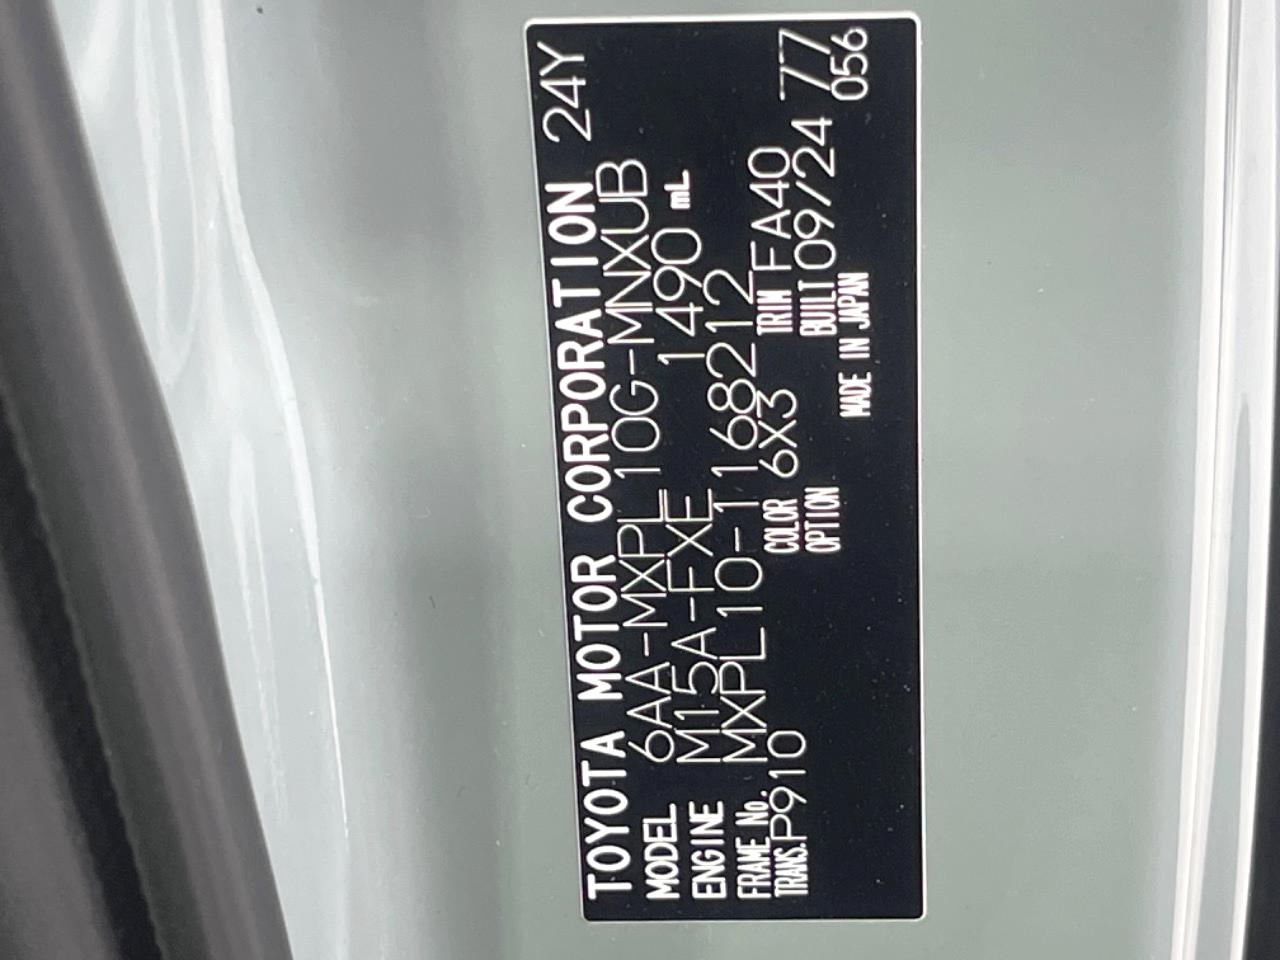 TOYOTA MOTOR CORPORATION 24Y
MODEL 6AA-MXPL10G-MNXUB
ENGINE M15A-FXE 1490 mL
FRAME No. MXPL10-1168212
TRANS. P910 COLOR 6X3 TRIM FA40 77
OPTION BUILT 09/24 056
MADE IN JAPAN